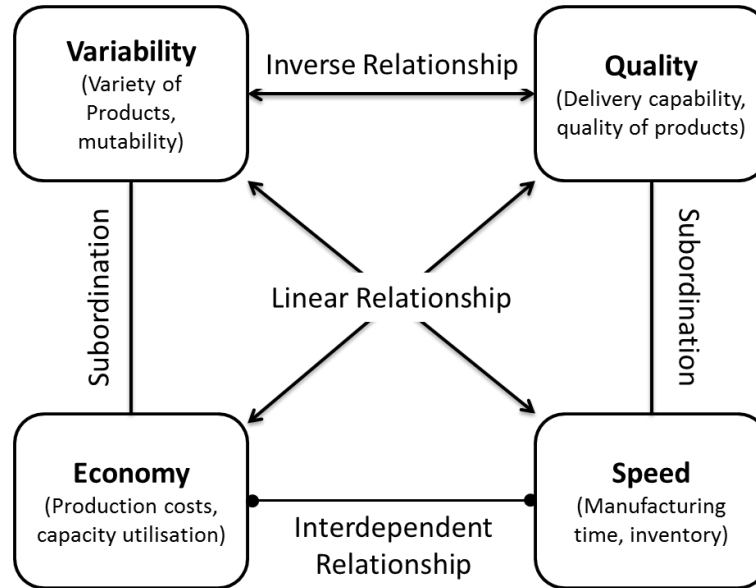 Variability
(Variety of
Products,
mutability)
Inverse Relationship
Quality
(Delivery capability,
quality of products)
Subordination
Linear Relationship
Subordination
Economy
(Production costs,
capacity utilisation)
Interdependent
Relationship
Speed
(Manufacturing
time, inventory)